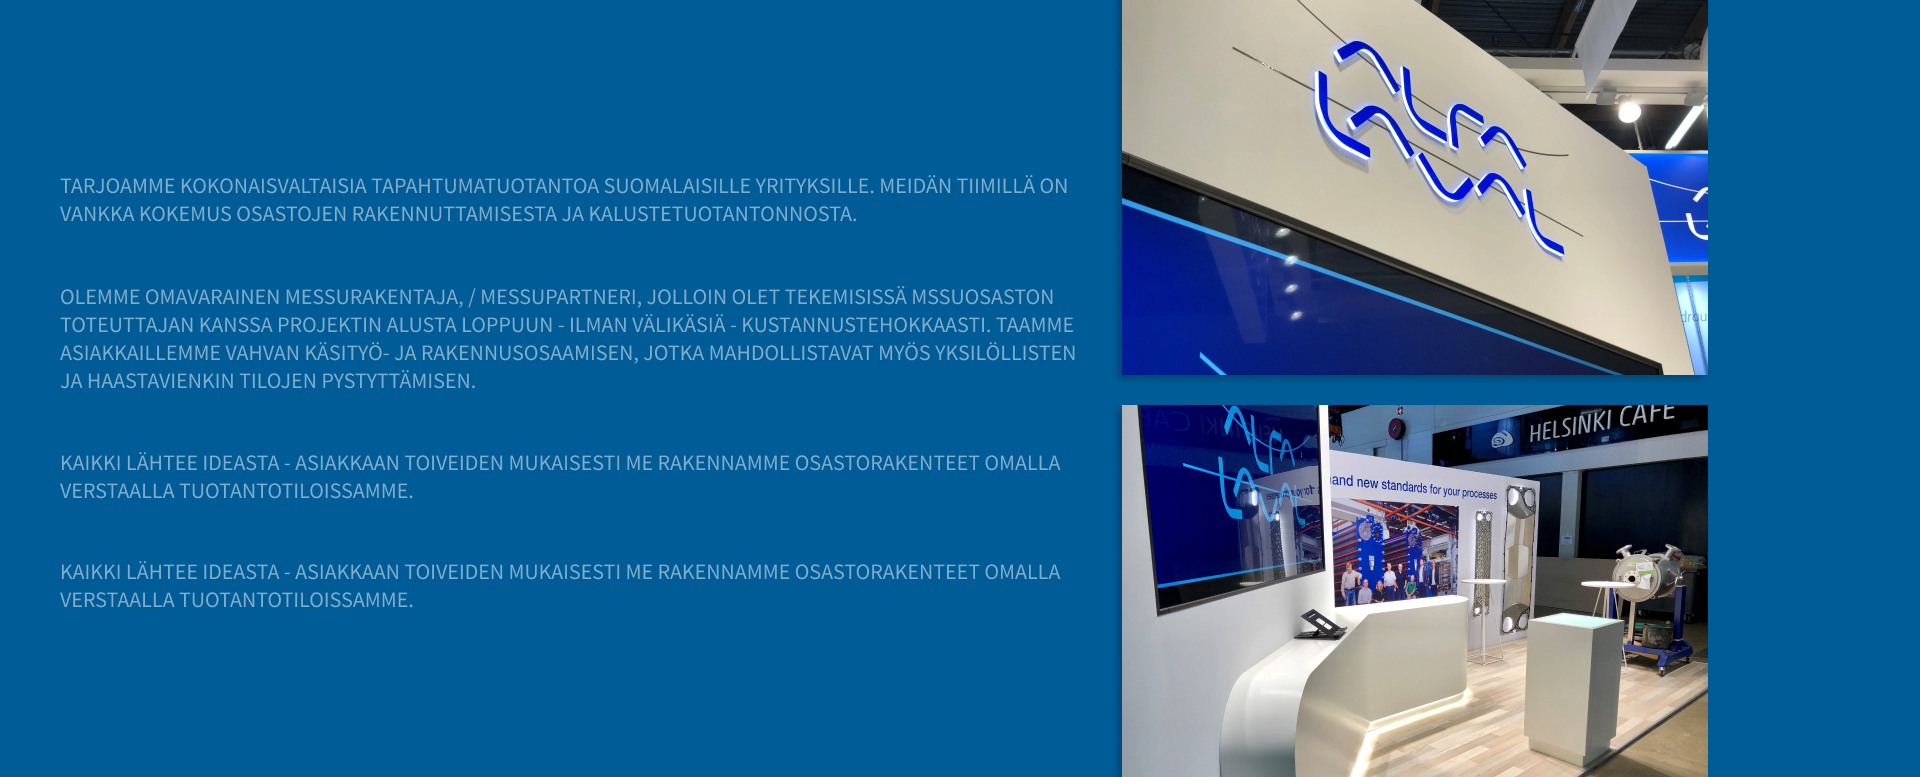 TARJOAMME KOKONAISVALTAISIA TAPAHTUMATUOTANTOA SUOMALAISILLE YRITYKSILLE. MEIDÄN TIIMILLÄ ON
VANKKA KOKEMUS OSASTOJEN RAKENNUTTAMISESTA JA KALUSTETUOTANTONNOSTA.
OLEMME OMAVARAINEN MESSURAKENTAJA, / MESSUPARTNERI, JOLLOIN OLET TEKEMISISSÄ MSSUOSASTON
TOTEUTTAJAN KANSSA PROJEKTIN ALUSTA LOPPUUN - ILMAN VÄLIKÄSIÄ - KUSTANNUSTEHOKKAASTI. TAAMME
ASIAKKAILLEMME VAHVAN KÄSITYÖ- JA RAKENNUSOSAAMISEN, JOTKA MAHDOLLISTAVAT MYÖS YKSILÖLLISTEN
JA HAASTAVIENKIN TILOJEN PYSTYTTÄMISEN.
KAIKKI LÄHTEE IDEASTA - ASIAKKAAN TOIVEIDEN MUKAISESTI ME RAKENNAMME OSASTORAKENTEET OMALLA
VERSTAALLA TUOTANTOTILOISSAMME.
KAIKKI LÄHTEE IDEASTA - ASIAKKAAN TOIVEIDEN MUKAISESTI ME RAKENNAMME OSASTORAKENTEET OMALLA
VERSTAALLA TUOTANTOTILOISSAMME.
ALFA
LAVAL
ALFA
LAVAL
HELSINKI CAFE
and new standards for your processes